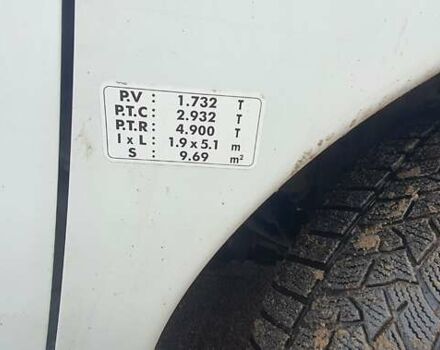 P.V : 1.732 T
P.T.C : 2.932 T
P.T.R : 4.900 T
l x L : 1.9 x 5.1 m
S : 9.69 m²